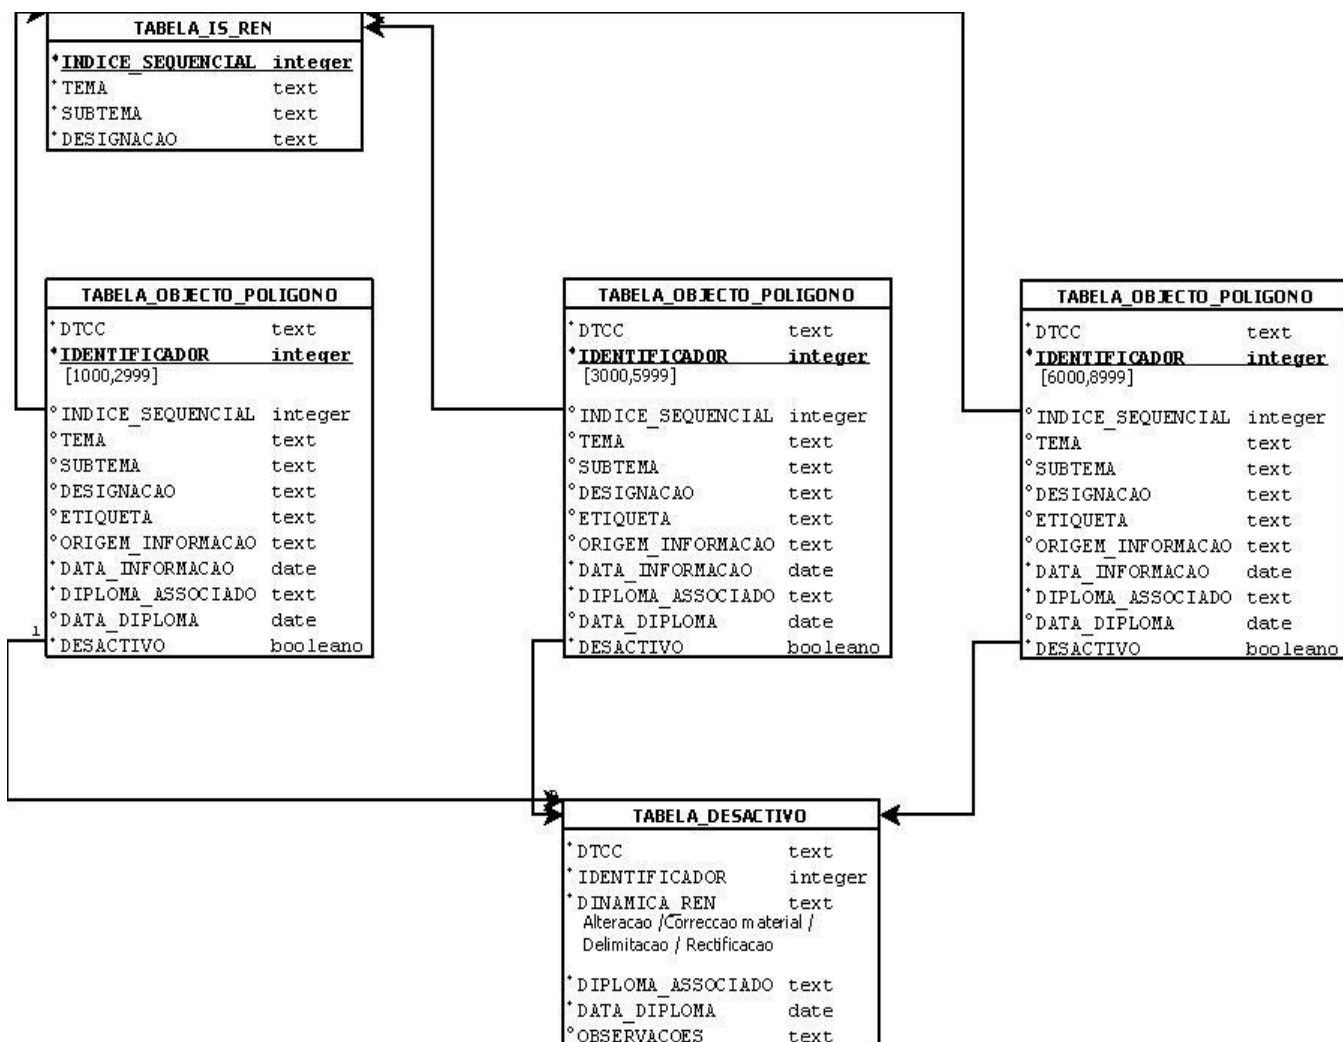 TABELA_IS_REN
*INDICE_SEQUENCIAL integer
*TEMA text
*SUBTEMA text
*DESIGNACAO text
TABELA_OBJECTO_POLIGONO
*DTCC text
*IDENTIFICADOR integer
[1000,2999]
°INDICE_SEQUENCIAL integer
°TEMA text
°SUBTEMA text
°DESIGNACAO text
°ETIQUETA text
°ORIGEM_INFORMACAO text
*DATA_INFORMACAO date
*DIPLOMA_ASSOCIADO text
°DATA_DIPLOMA date
*DESACTIVO booleano
1
TABELA_OBJECTO_POLIGONO
*DTCC text
*IDENTIFICADOR integer
[3000,5999]
°INDICE_SEQUENCIAL integer
°TEMA text
°SUBTEMA text
°DESIGNACAO text
°ETIQUETA text
°ORIGEM_INFORMACAO text
*DATA_INFORMACAO date
*DIPLOMA_ASSOCIADO text
°DATA_DIPLOMA date
*DESACTIVO booleano
TABELA_OBJECTO_POLIGONO
*DTCC text
*IDENTIFICADOR integer
[6000,8999]
°INDICE_SEQUENCIAL integer
°TEMA text
°SUBTEMA text
°DESIGNACAO text
°ETIQUETA text
°ORIGEM_INFORMACAO text
*DATA_INFORMACAO date
*DIPLOMA_ASSOCIADO text
°DATA_DIPLOMA date
*DESACTIVO booleano
TABELA_DESACTIVO
*DTCC text
*IDENTIFICADOR integer
*DINAMICA_REN text
Alteracao /Correccao material /
Delimitacao / Rectificacao
*DIPLOMA_ASSOCIADO text
*DATA_DIPLOMA date
°OBSERVACOES text